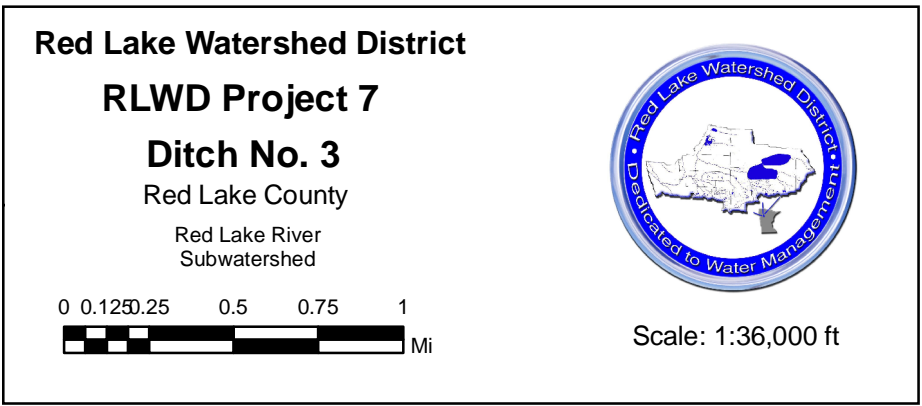 Red Lake Watershed District
RLWD Project 7
Ditch No. 3
Red Lake County
Red Lake River
Subwatershed
0 0.125 0.25 0.5 0.75 1
Mi
• Red Lake Watershed District •
Dedicated to Water Management
Scale: 1:36,000 ft